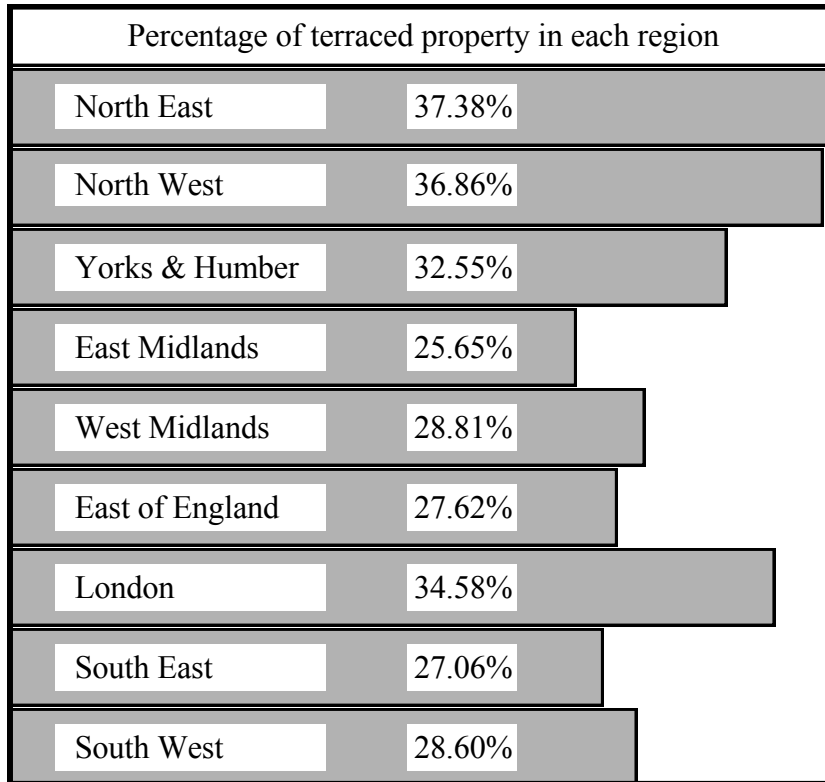 Percentage of terraced property in each region
North East 37.38%
North West 36.86%
Yorks & Humber 32.55%
East Midlands 25.65%
West Midlands 28.81%
East of England 27.62%
London 34.58%
South East 27.06%
South West 28.60%